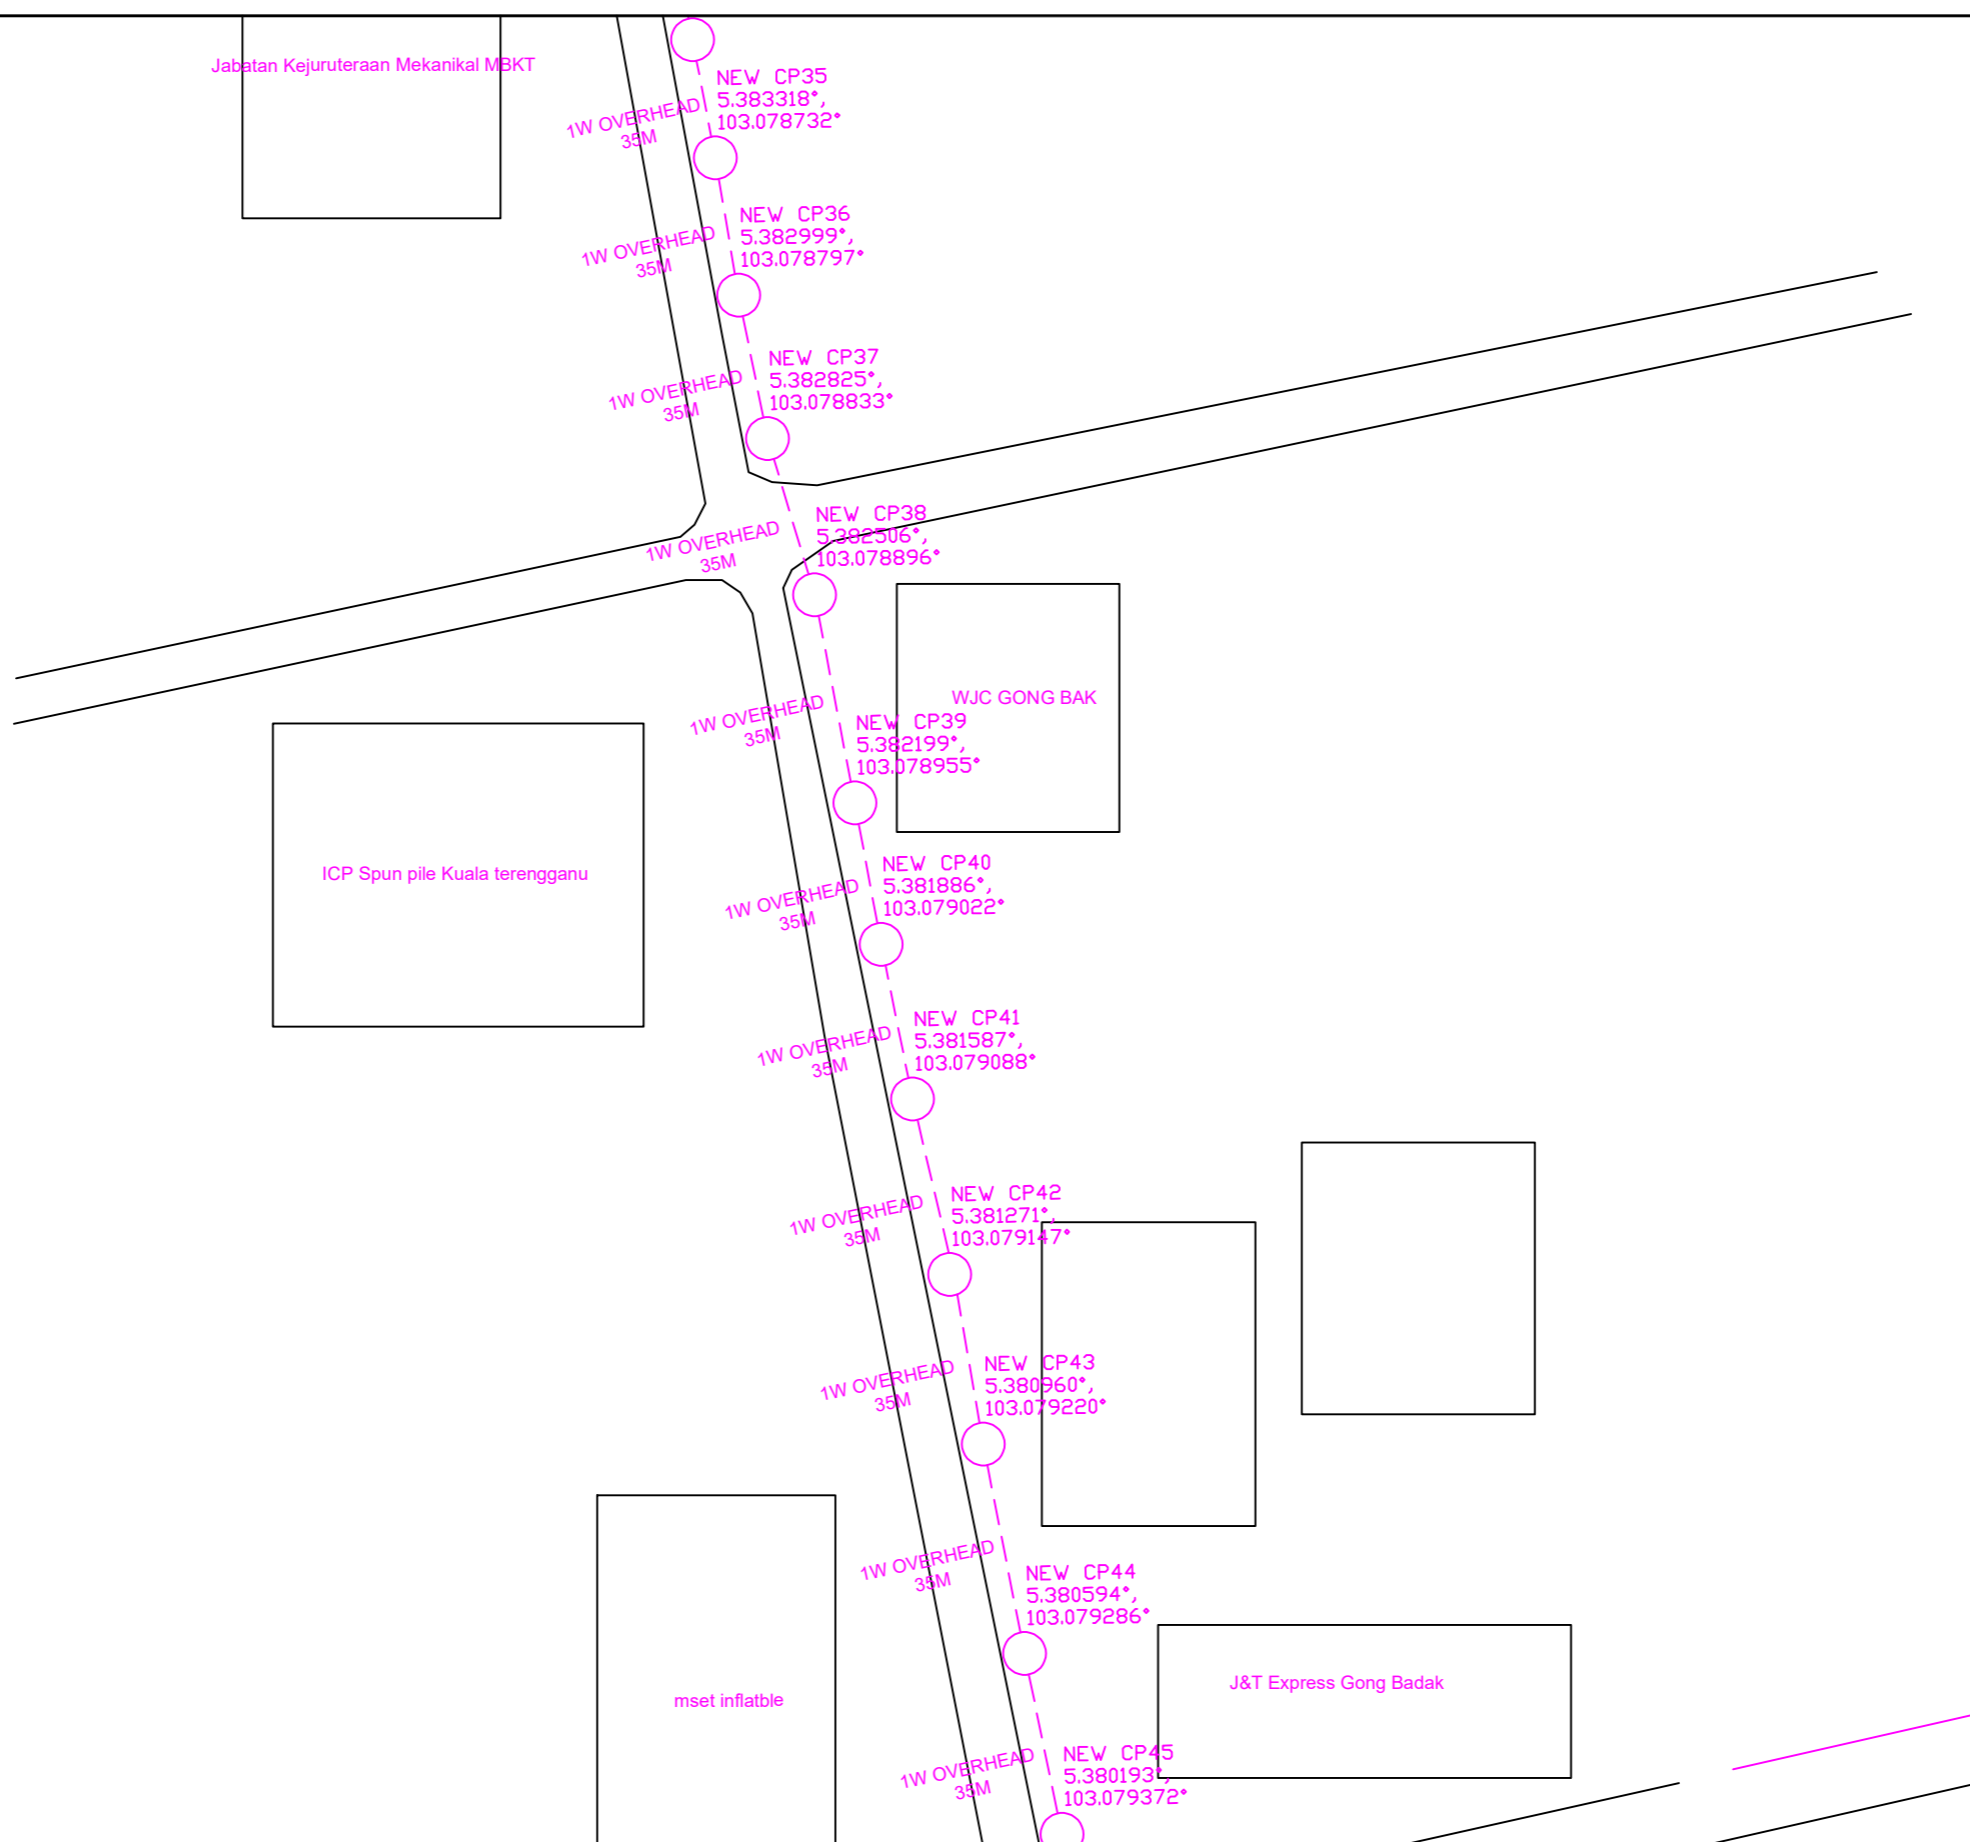 Jabatan Kejuruteraan Mekanikal MBKT
NEW CP35
5.383318°,
103.078732°
1W OVERHEAD
35M
NEW CP36
5.382999°,
103.078797°
1W OVERHEAD
35M
NEW CP37
5.382825°,
103.078833°
1W OVERHEAD
35M
NEW CP38
5.382506°,
103.078896°
1W OVERHEAD
35M
WJC GONG BAK
NEW CP39
5.382199°,
103.078955°
1W OVERHEAD
35M
ICP Spun pile Kuala terengganu
NEW CP40
5.381886°,
103.079022°
1W OVERHEAD
35M
NEW CP41
5.381587°,
103.079088°
1W OVERHEAD
35M
NEW CP42
5.381271°,
103.079147°
1W OVERHEAD
35M
NEW CP43
5.380960°,
103.079220°
1W OVERHEAD
35M
NEW CP44
5.380594°,
103.079286°
1W OVERHEAD
35M
J&T Express Gong Badak
mset inflatble
NEW CP45
5.380193°,
103.079372°
1W OVERHEAD
35M